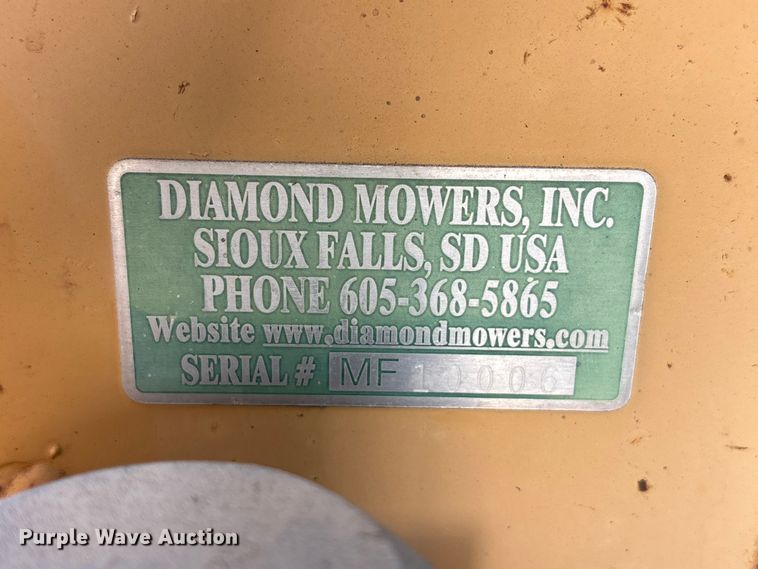 DIAMOND MOWERS, INC.
SIOUX FALLS, SD USA
PHONE 605-368-5865
Website www.diamondmowers.com
SERIAL # MF 10006
Purple Wave Auction